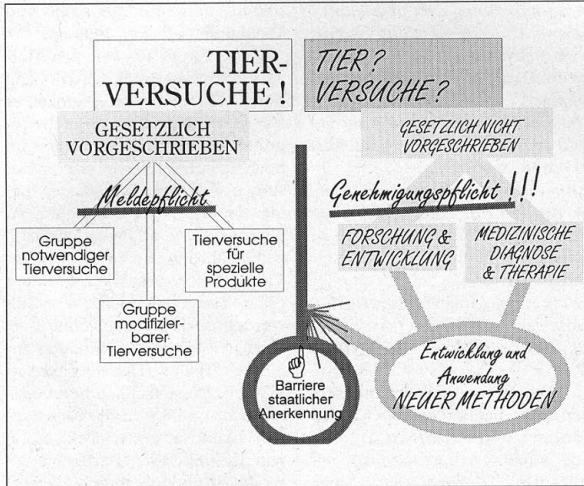 TIER-
VERSUCHE !
GESETZLICH
VORGESCHRIEBEN
Meldepflicht
Gruppe
notwendiger
Tierversuche
Tierversuche
für
spezielle
Produkte
Gruppe
modifizier-
barer
Tierversuche
TIER ?
VERSUCHE ?
GESETZLICH NICHT
VORGESCHRIEBEN
Genehmigungspflicht !!!
FORSCHUNG &
ENTWICKLUNG
MEDIZINISCHE
DIAGNOSE
& THERAPIE
Barriere
staatlicher
Anerkennung
Entwicklung und
Anwendung
NEUER METHODEN